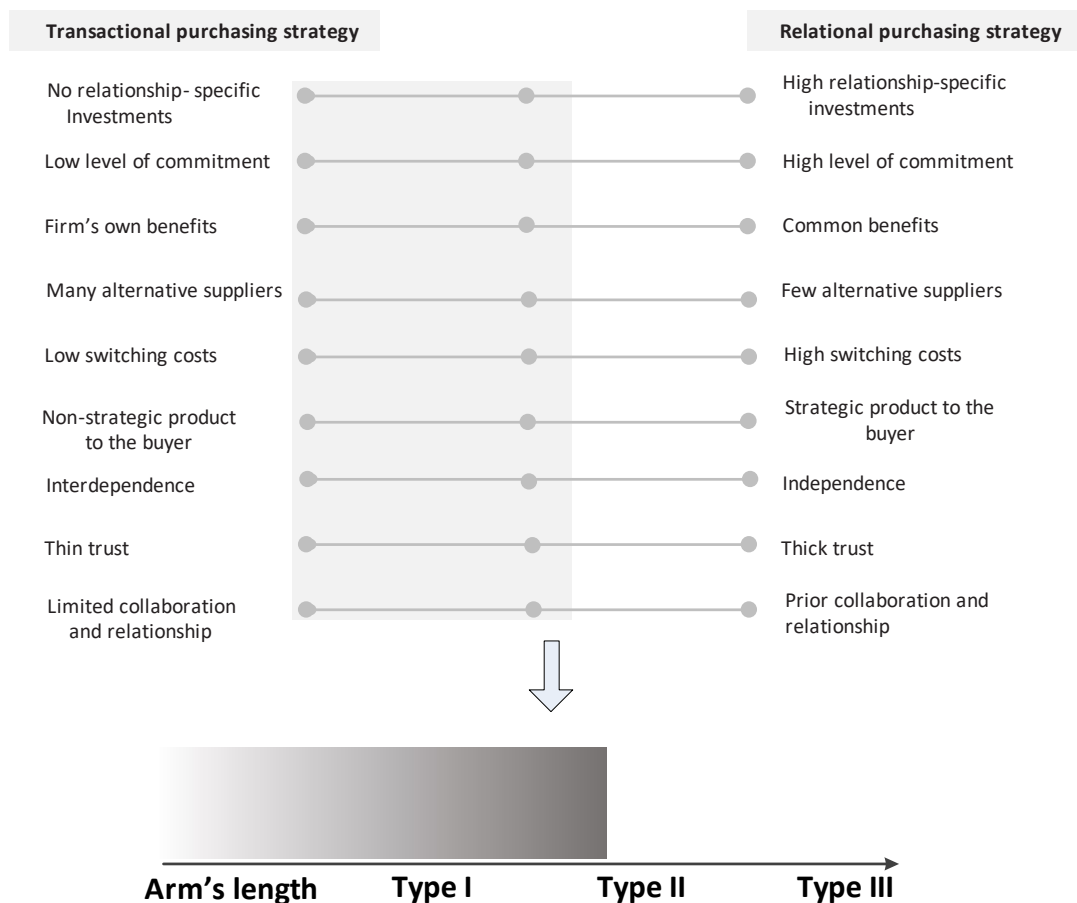 Transactional purchasing strategy
Relational purchasing strategy
No relationship- specific
Investments
High relationship-specific
investments
Low level of commitment
High level of commitment
Firm's own benefits
Common benefits
Many alternative suppliers
Few alternative suppliers
Low switching costs
High switching costs
Non-strategic product
to the buyer
Strategic product to the
buyer
Interdependence
Independence
Thin trust
Thick trust
Limited collaboration
and relationship
Prior collaboration and
relationship
Arm's length
Type I
Type II
Type III